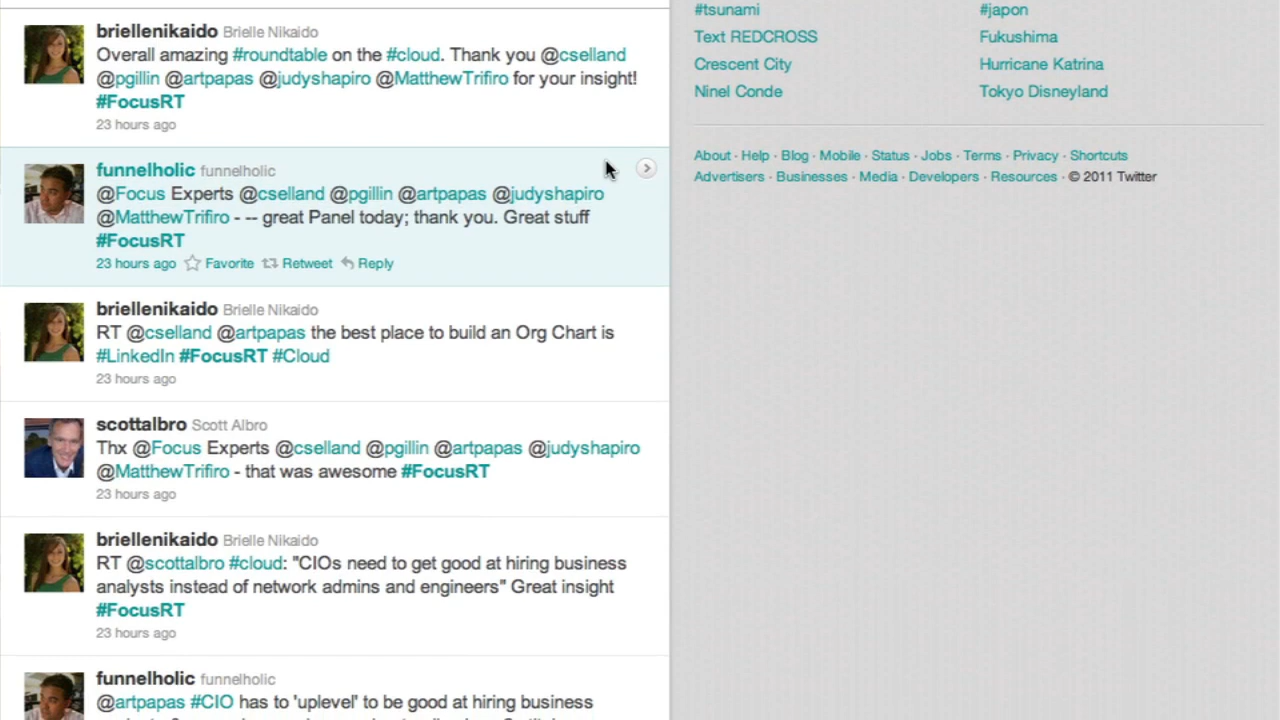 briellenikaido Brielle Nikaido
Overall amazing #roundtable on the #cloud. Thank you @cselland
@pgillin @artpapas @judyshapiro @MatthewTrifiro for your insight!
#FocusRT
23 hours ago
funnelholic funnelholic
@Focus Experts @cselland @pgillin @artpapas @judyshapiro
@MatthewTrifiro - -- great Panel today; thank you. Great stuff
#FocusRT
23 hours ago Favorite Retweet Reply
briellenikaido Brielle Nikaido
RT @cselland @artpapas the best place to build an Org Chart is
#LinkedIn #FocusRT #Cloud
23 hours ago
scottalbro Scott Albro
Thx @Focus Experts @cselland @pgillin @artpapas @judyshapiro
@MatthewTrifiro - that was awesome #FocusRT
23 hours ago
briellenikaido Brielle Nikaido
RT @scottalbro #cloud: "CIOs need to get good at hiring business
analysts instead of network admins and engineers" Great insight
#FocusRT
23 hours ago
funnelholic funnelholic
@artpapas #CIO has to 'uplevel' to be good at hiring business
#tsunami #japon
Text REDCROSS Fukushima
Crescent City Hurricane Katrina
Ninel Conde Tokyo Disneyland
About · Help · Blog · Mobile · Status · Jobs · Terms · Privacy · Shortcuts
Advertisers · Businesses · Media · Developers · Resources · © 2011 Twitter